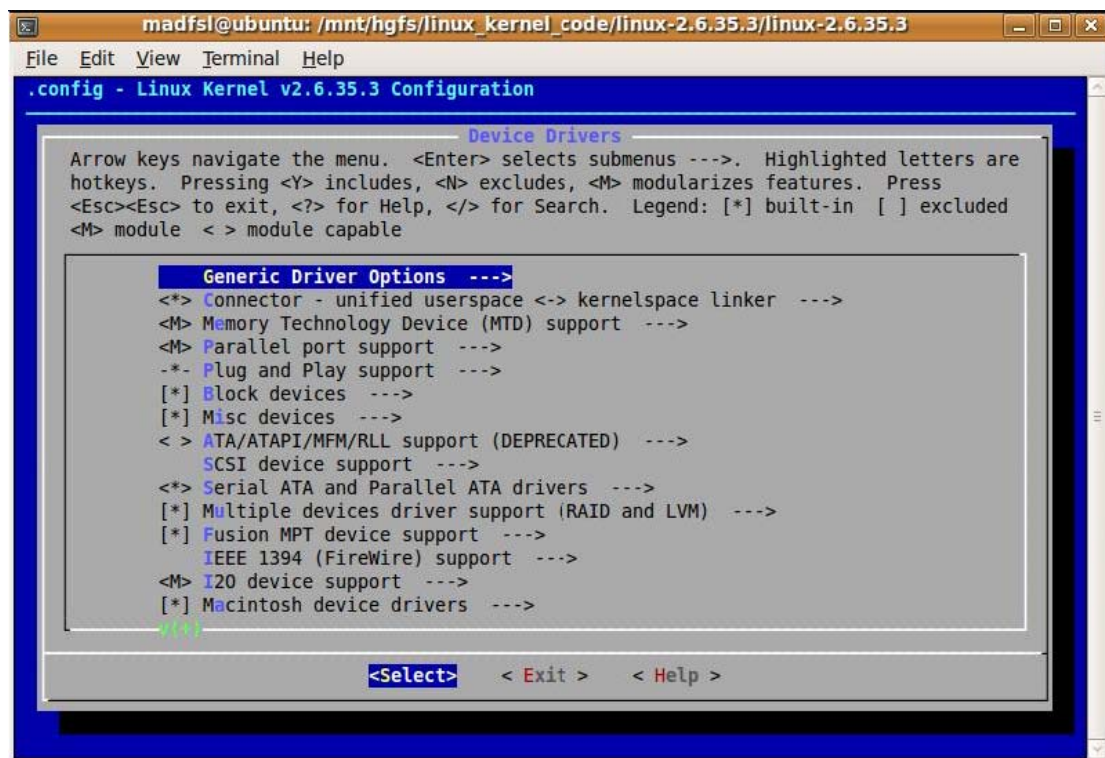 madfsl@ubuntu: /mnt/hgfs/linux_kernel_code/linux-2.6.35.3/linux-2.6.35.3
File Edit View Terminal Help
.config - Linux Kernel v2.6.35.3 Configuration
Device Drivers
Arrow keys navigate the menu. <Enter> selects submenus --->. Highlighted letters are
hotkeys. Pressing <Y> includes, <N> excludes, <M> modularizes features. Press
<Esc><Esc> to exit, <?> for Help, </> for Search. Legend: [*] built-in [ ] excluded
<M> module < > module capable
Generic Driver Options --->
<*> Connector - unified userspace <-> kernelspace linker --->
<M> Memory Technology Device (MTD) support --->
<M> Parallel port support --->
-*- Plug and Play support --->
[*] Block devices --->
[*] Misc devices --->
< > ATA/ATAPI/MFM/RLL support (DEPRECATED) --->
SCSI device support --->
<*> Serial ATA and Parallel ATA drivers --->
[*] Multiple devices driver support (RAID and LVM) --->
[*] Fusion MPT device support --->
IEEE 1394 (FireWire) support --->
<M> I2O device support --->
[*] Macintosh device drivers --->
v(+)
<Select> < Exit > < Help >